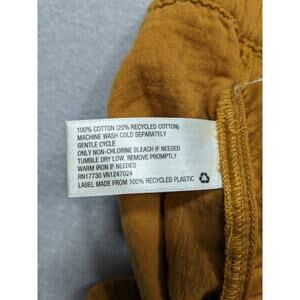 100% COTTON (20% RECYCLED COTTON)
MACHINE WASH COLD SEPARATELY
GENTLE CYCLE
ONLY NON-CHLORINE BLEACH IF NEEDED
TUMBLE DRY LOW. REMOVE PROMPTLY
WARM IRON IF NEEDED
RN17730 VN1247024
LABEL MADE FROM 100% RECYCLED PLASTIC